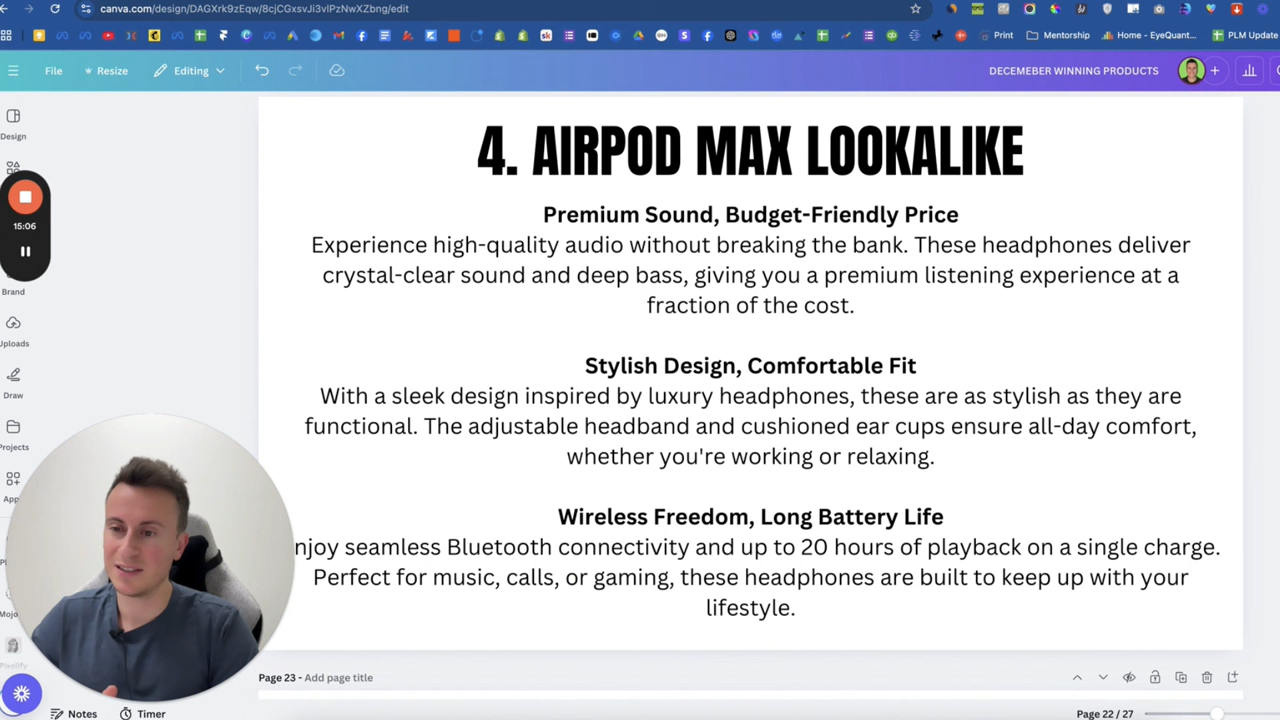 canva.com/design/DAGXrk9zEqw/8cjCGxsvJi3vlPzNwXZbng/edit
Print
Mentorship
Home - EyeQuant...
PLM Update
File
Resize
Editing
DECEMEBER WINNING PRODUCTS
Design
15:06
Brand
Uploads
Draw
Projects
4. AIRPOD MAX LOOKALIKE
Premium Sound, Budget-Friendly Price
Experience high-quality audio without breaking the bank. These headphones deliver
crystal-clear sound and deep bass, giving you a premium listening experience at a
fraction of the cost.
Stylish Design, Comfortable Fit
With a sleek design inspired by luxury headphones, these are as stylish as they are
functional. The adjustable headband and cushioned ear cups ensure all-day comfort,
whether you're working or relaxing.
Wireless Freedom, Long Battery Life
njoy seamless Bluetooth connectivity and up to 20 hours of playback on a single charge.
Perfect for music, calls, or gaming, these headphones are built to keep up with your
lifestyle.
Page 23 - Add page title
Notes
Timer
Page 22 / 27